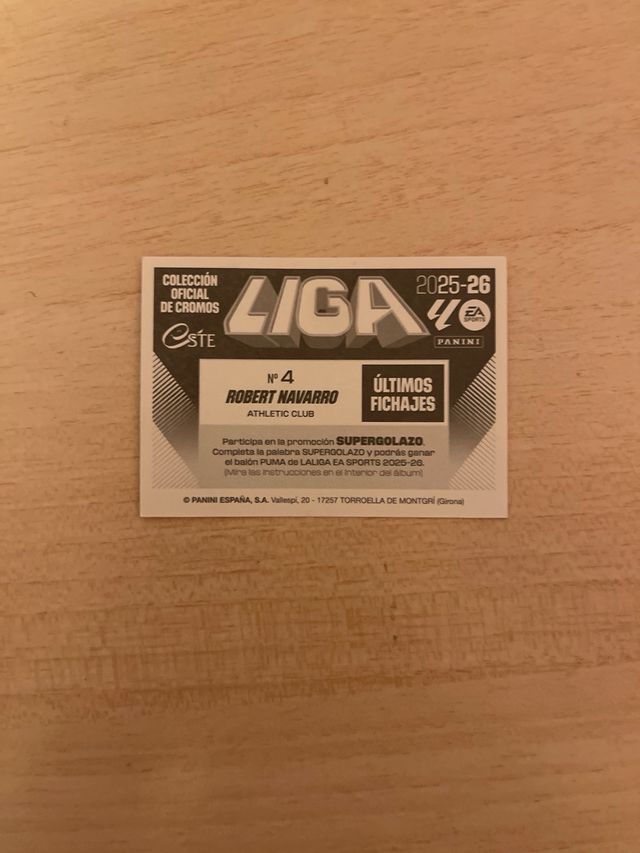 COLECCIÓN
OFICIAL
DE CROMOS
este
LIGA
2025-26
EA
SPORTS
PANINI
Nº 4
ROBERT NAVARRO
ATHLETIC CLUB
ÚLTIMOS
FICHAJES
Participa en la promoción SUPERGOLAZO.
Completa la palabra SUPERGOLAZO y podrás ganar
el balón PUMA de LALIGA EA SPORTS 2025-26.
(Mira las instrucciones en el interior del álbum)
© PANINI ESPAÑA, S.A. Vallespí, 20 - 17257 TORROELLA DE MONTGRÍ (Girona)